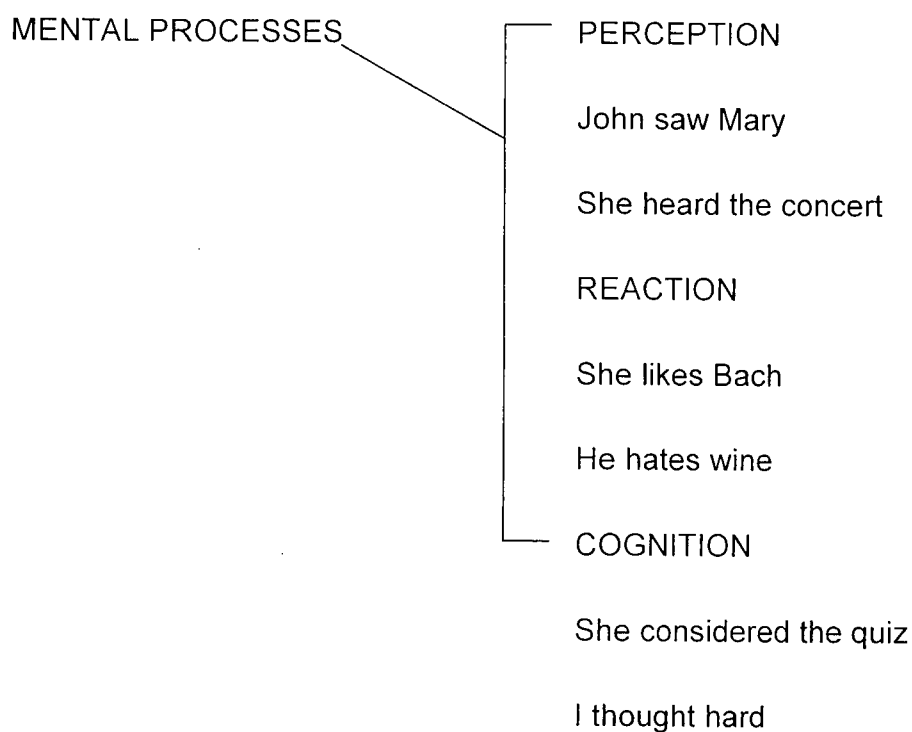 MENTAL PROCESSES
PERCEPTION
John saw Mary
She heard the concert
REACTION
She likes Bach
He hates wine
COGNITION
She considered the quiz
I thought hard